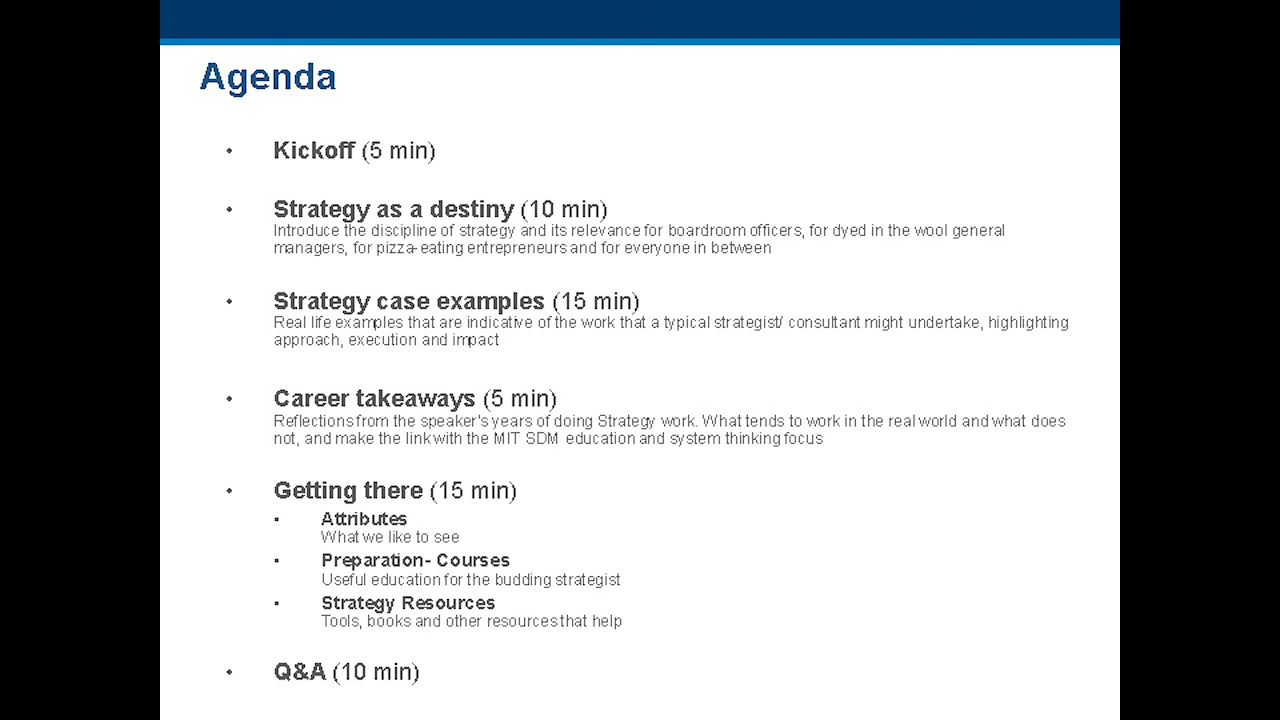 Agenda
• Kickoff (5 min)
• Strategy as a destiny (10 min)
Introduce the discipline of strategy and its relevance for boardroom officers, for dyed in the wool general
managers, for pizza-eating entrepreneurs and for everyone in between
• Strategy case examples (15 min)
Real life examples that are indicative of the work that a typical strategist/ consultant might undertake, highlighting
approach, execution and impact
• Career takeaways (5 min)
Reflections from the speaker's years of doing Strategy work. What tends to work in the real world and what does
not, and make the link with the MIT SDM education and system thinking focus
• Getting there (15 min)
▪ Attributes
What we like to see
▪ Preparation- Courses
Useful education for the budding strategist
▪ Strategy Resources
Tools, books and other resources that help
• Q&A (10 min)